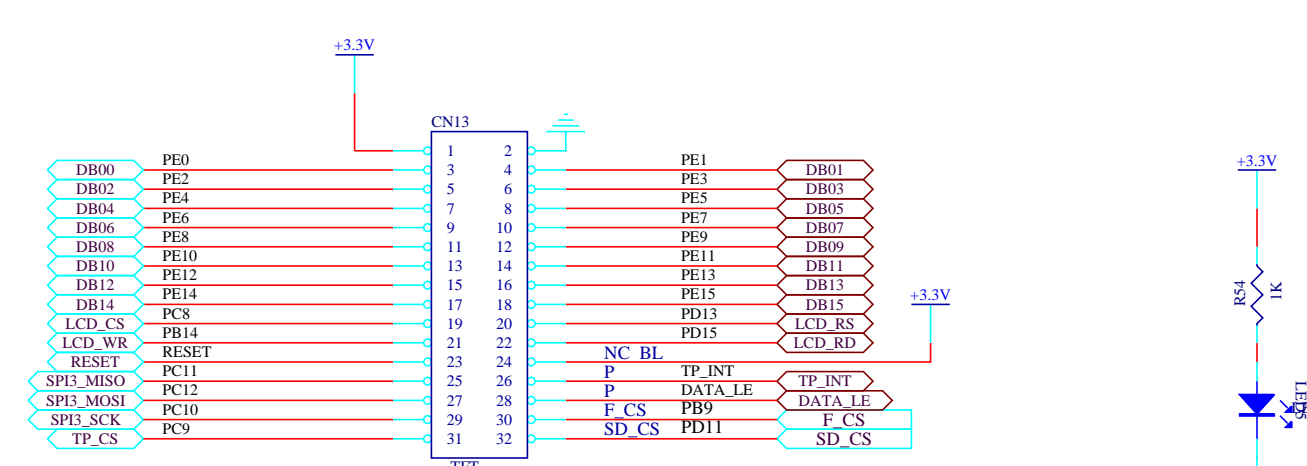 +3.3V
CN13
1 2
DB00 PE0 3 4 PE1 DB01
DB02 PE2 5 6 PE3 DB03
DB04 PE4 7 8 PE5 DB05
DB06 PE6 9 10 PE7 DB07
DB08 PE8 11 12 PE9 DB09
DB10 PE10 13 14 PE11 DB11
DB12 PE12 15 16 PE13 DB13
DB14 PE14 17 18 PE15 DB15
LCD_CS PC8 19 20 PD13 LCD_RS
LCD_WR PB14 21 22 PD15 LCD_RD
RESET RESET 23 24 NC_BL
+3.3V
SPI3_MISO PC11 25 26 P TP_INT TP_INT
SPI3_MOSI PC12 27 28 P DATA_LE DATA_LE
SPI3_SCK PC10 29 30 F_CS PB9 F_CS
TP_CS PC9 31 32 SD_CS PD11 SD_CS
TFT
+3.3V
R54
1K